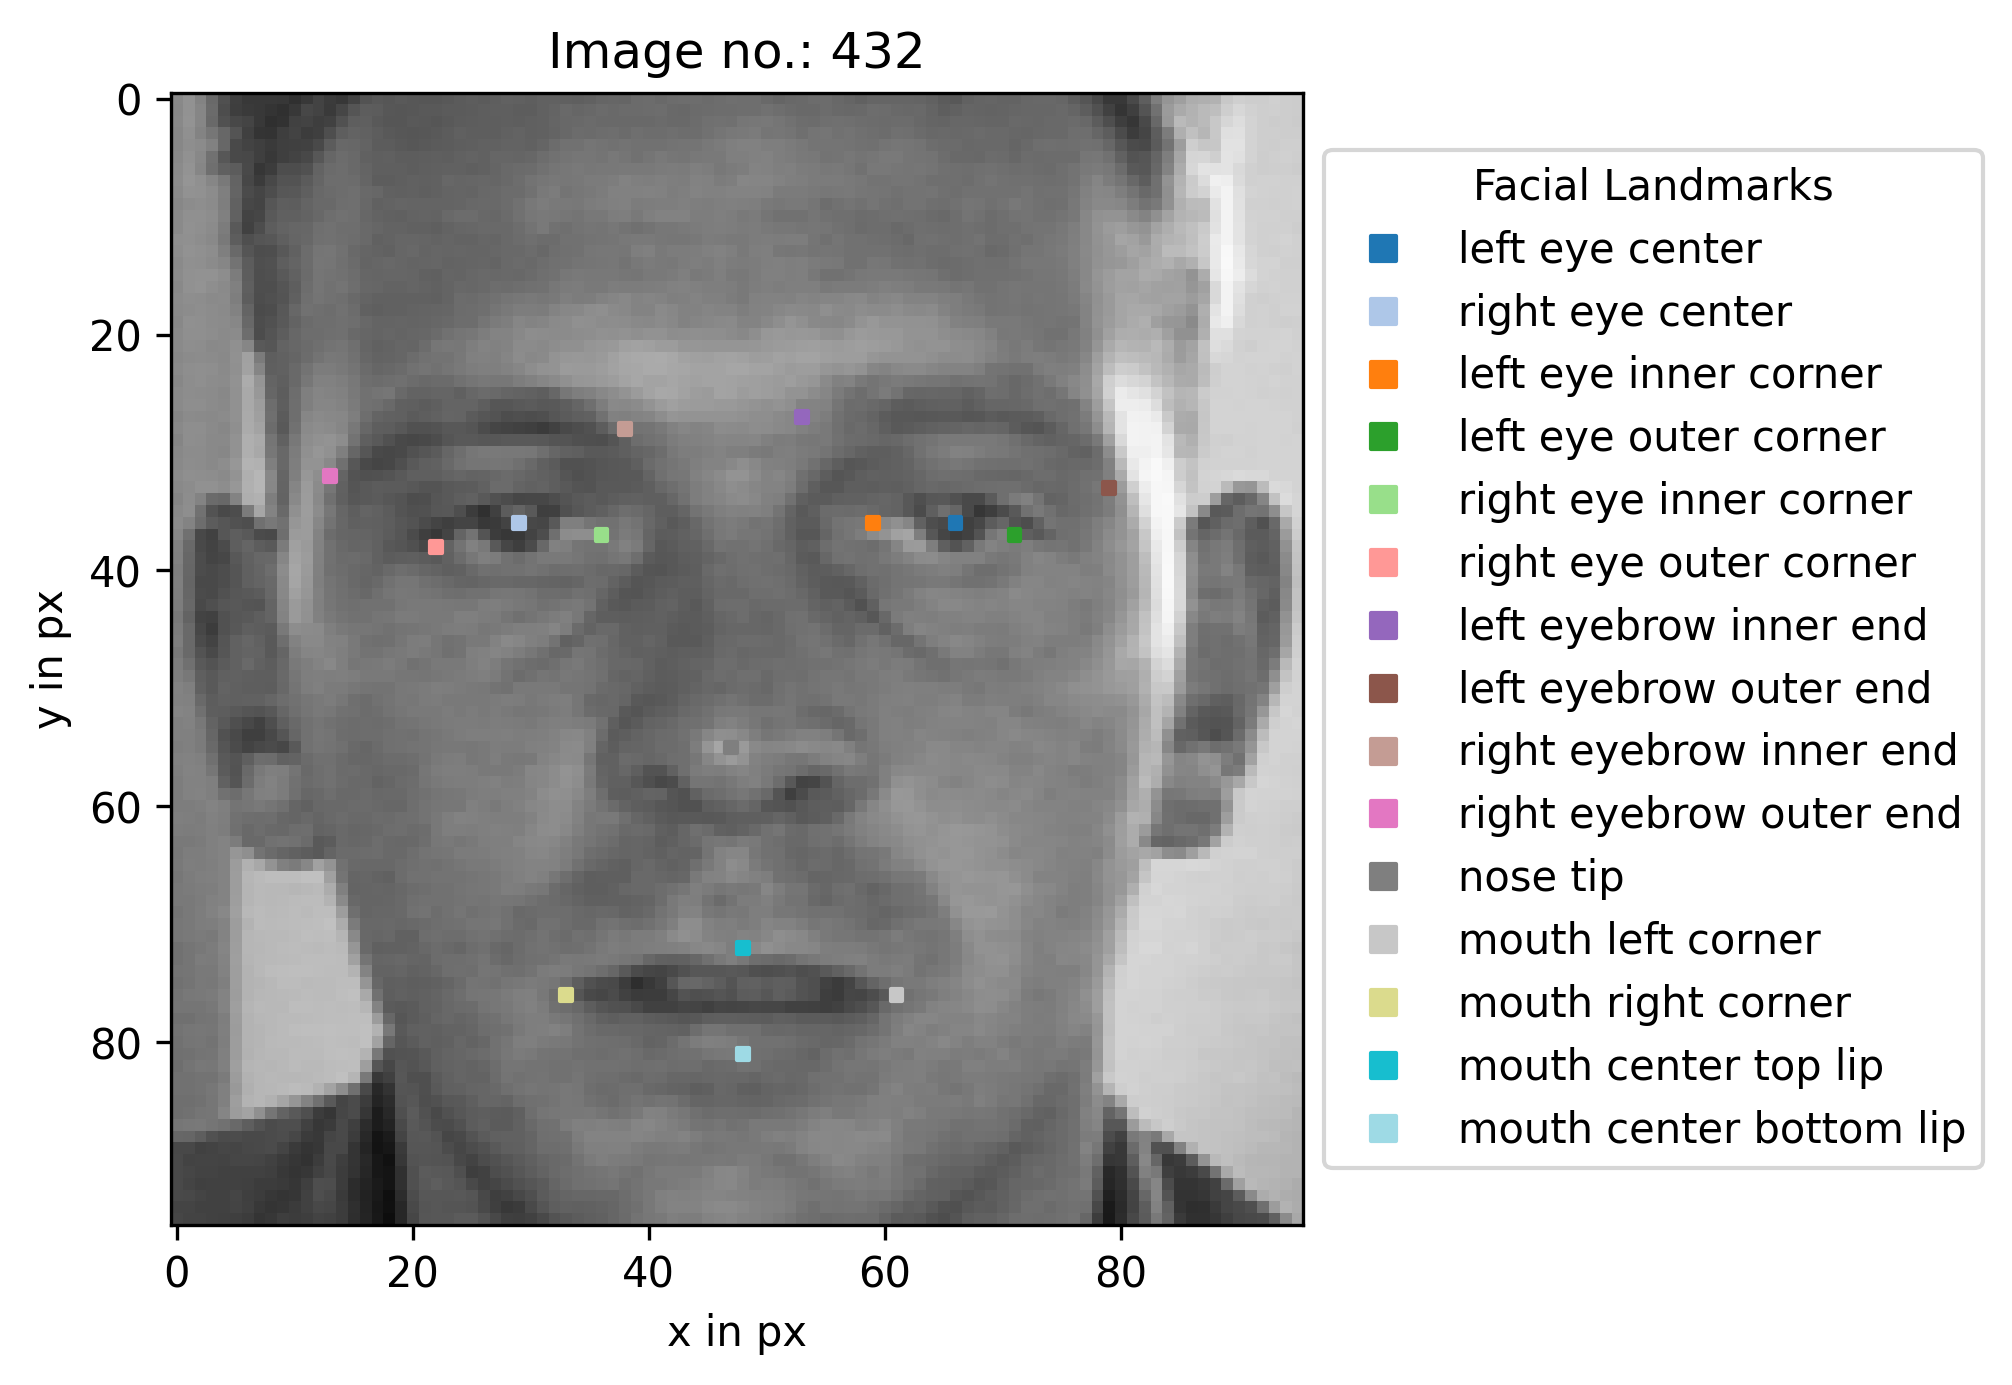 Image no.: 432
0
20
40
60
80
y in px
0 20 40 60 80
x in px
Facial Landmarks
left eye center
right eye center
left eye inner corner
left eye outer corner
right eye inner corner
right eye outer corner
left eyebrow inner end
left eyebrow outer end
right eyebrow inner end
right eyebrow outer end
nose tip
mouth left corner
mouth right corner
mouth center top lip
mouth center bottom lip